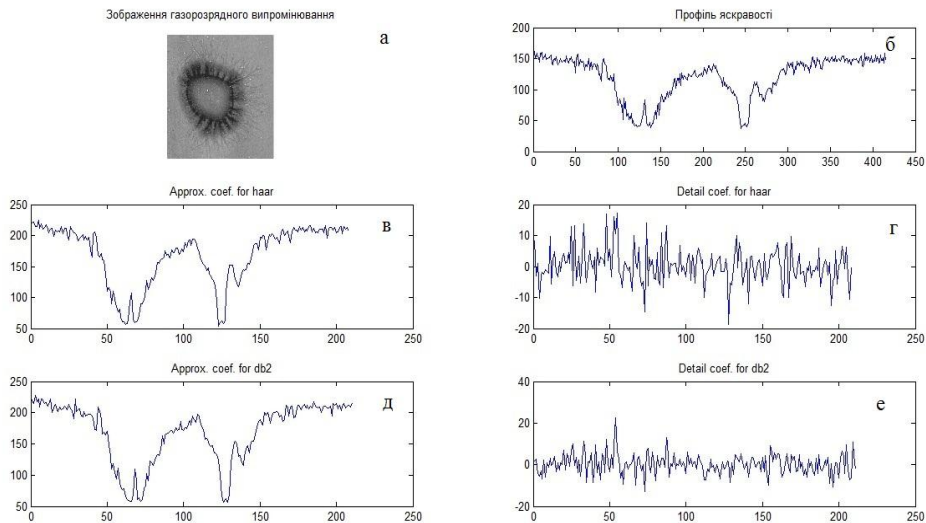 Зображення газорозрядного випромінювання
а
Профіль яскравості
б
200
150
100
50
0
0 50 100 150 200 250 300 350 400 450
Approx. coef. for haar
в
250
200
150
100
50
0 50 100 150 200 250
Detail coef. for haar
г
20
10
0
-10
-20
0 50 100 150 200 250
Approx. coef. for db2
д
250
200
150
100
50
0 50 100 150 200 250
Detail coef. for db2
е
40
20
0
-20
0 50 100 150 200 250